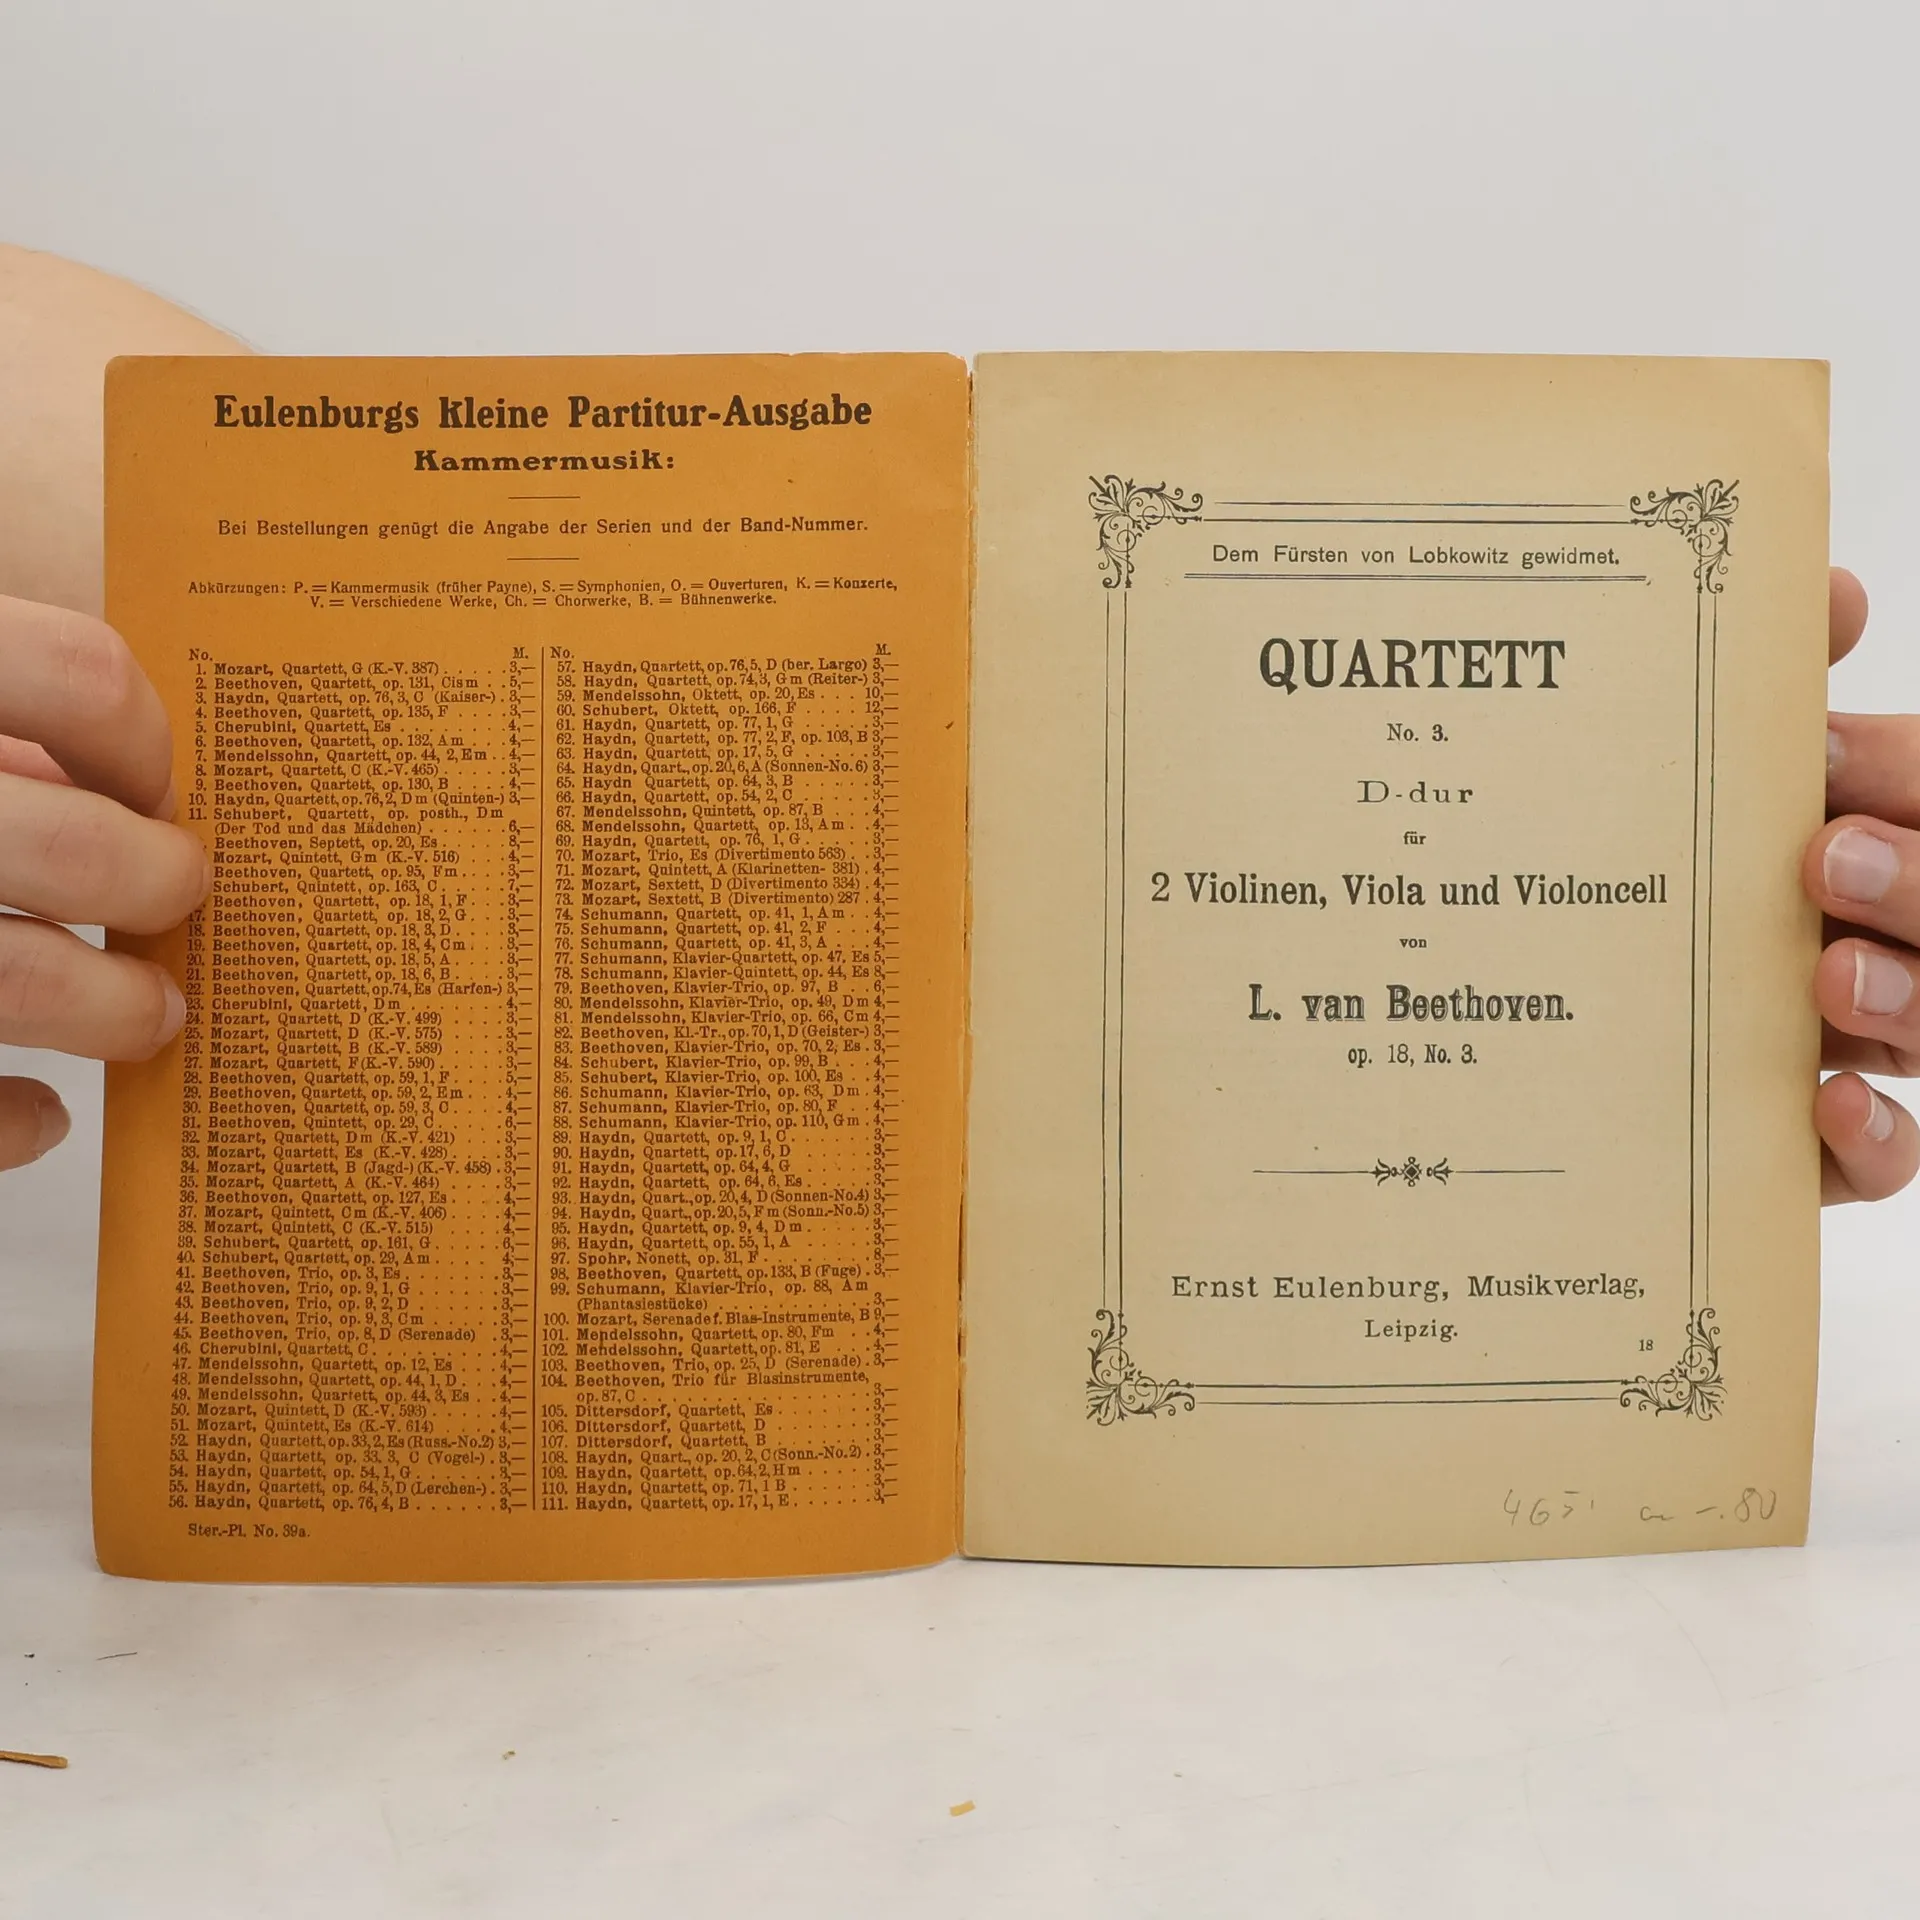 Eulenburgs kleine Partitur-Ausgabe
Kammermusik:
Bei Bestellungen genügt die Angabe der Serien und der Band-Nummer.
Abkürzungen: P. = Kammermusik (früher Payne), S. = Symphonien, O. = Ouverturen, K. = Konzerte,
V. = Verschiedene Werke, Ch. = Chorwerke, B. = Bühnenwerke.
No. M.
1. Mozart, Quartett, G (K.-V. 387) . . . . . 3,—
2. Beethoven, Quartett, op. 131, Cism . . 5,—
3. Haydn, Quartett, op. 76, 3, C (Kaiser-) . 3,—
4. Beethoven, Quartett, op. 135, F . . . . 3,—
5. Cherubini, Quartett, Es . . . . . . . . 4,—
6. Beethoven, Quartett, op. 132, Am . . . 4,—
7. Mendelssohn, Quartett, op. 44, 2, Em . . 4,—
8. Mozart, Quartett, C (K.-V. 465) . . . . . 3,—
9. Beethoven, Quartett, op. 130, B . . . . 4,—
10. Haydn, Quartett, op. 76, 2, Dm (Quinten-) 3,—
11. Schubert, Quartett, op. posth., Dm
(Der Tod und das Mädchen) . . . . . . 6,—
Beethoven, Septett, op. 20, Es . . . . . 8,—
Mozart, Quintett, Gm (K.-V. 516) . . . . 4,—
Beethoven, Quartett, op. 95, Fm . . . . 3,—
Schubert, Quintett, op. 163, C . . . . . 7,—
Beethoven, Quartett, op. 18, 1, F . . . 3,—
17. Beethoven, Quartett, op. 18, 2, G . . . 3,—
18. Beethoven, Quartett, op. 18, 3, D . . . . 3,—
19. Beethoven, Quartett, op. 18, 4, Cm . . . 3,—
20. Beethoven, Quartett, op. 18, 5, A . . . . 3,—
21. Beethoven, Quartett, op. 18, 6, B . . . . 3,—
22. Beethoven, Quartett, op. 74, Es (Harfen-) 3,—
23. Cherubini, Quartett, Dm . . . . . . . . 4,—
24. Mozart, Quartett, D (K.-V. 499) . . . . 3,—
25. Mozart, Quartett, D (K.-V. 575) . . . . 3,—
26. Mozart, Quartett, B (K.-V. 589) . . . . 3,—
27. Mozart, Quartett, F (K.-V. 590) . . . . . 3,—
28. Beethoven, Quartett, op. 59, 1, F . . . . 5,—
29. Beethoven, Quartett, op. 59, 2, Em . . . 4,—
30. Beethoven, Quartett, op. 59, 3, C . . . . 4,—
31. Beethoven, Quintett, op. 29, C . . . . . 6,—
32. Mozart, Quartett, Dm (K.-V. 421) . . . . 3,—
33. Mozart, Quartett, Es (K.-V. 428) . . . . 3,—
34. Mozart, Quartett, B (Jagd-) (K.-V. 458) . 3,—
35. Mozart, Quartett, A (K.-V. 464) . . . . 3,—
36. Beethoven, Quartett, op. 127, Es . . . . 4,—
37. Mozart, Quintett, Cm (K.-V. 406) . . . . 4,—
38. Mozart, Quintett, C (K.-V. 515) . . . . 4,—
39. Schubert, Quartett, op. 161, G . . . . . 6,—
40. Schubert, Quartett, op. 29, Am . . . . . 4,—
41. Beethoven, Trio, op. 3, Es . . . . . . . 3,—
42. Beethoven, Trio, op. 9, 1, G . . . . . . 3,—
43. Beethoven, Trio, op. 9, 2, D . . . . . . 3,—
44. Beethoven, Trio, op. 9, 3, Cm . . . . . 3,—
45. Beethoven, Trio, op. 8, D (Serenade) . 3,—
46. Cherubini, Quartett, C . . . . . . . . . 4,—
47. Mendelssohn, Quartett, op. 12, Es . . . 4,—
48. Mendelssohn, Quartett, op. 44, 1, D . . . 4,—
49. Mendelssohn, Quartett, op. 44, 3, Es . . 4,—
50. Mozart, Quintett, D (K.-V. 593) . . . . . 4,—
51. Mozart, Quintett, Es (K.-V. 614) . . . . 4,—
52. Haydn, Quartett, op. 33, 2, Es (Russ.-No.2) 3,—
53. Haydn, Quartett, op. 33, 3, C (Vogel-) . 3,—
54. Haydn, Quartett, op. 54, 1, G . . . . . . 3,—
55. Haydn, Quartett, op. 64, 5, D (Lerchen-) . 3,—
56. Haydn, Quartett, op. 76, 4, B . . . . . . 3,—
No. M.
57. Haydn, Quartett, op. 76, 5, D (ber. Largo) 3,—
58. Haydn, Quartett, op. 74, 3, Gm (Reiter-) 3,—
59. Mendelssohn, Oktett, op. 20, Es . . . 10,—
60. Schubert, Oktett, op. 166, F . . . . 12,—
61. Haydn, Quartett, op. 77, 1, G . . . . . 3,—
62. Haydn, Quartett, op. 77, 2, F, op. 103, B 3,—
63. Haydn, Quartett, op. 17, 5, G . . . . . 3,—
64. Haydn, Quart., op. 20, 6, A (Sonnen-No. 6) 3,—
65. Haydn, Quartett, op. 64, 3, B . . . . . 3,—
66. Haydn, Quartett, op. 54, 2, C . . . . . 3,—
67. Mendelssohn, Quintett, op. 87, B . . . 4,—
68. Mendelssohn, Quartett, op. 13, Am . . 4,—
69. Haydn, Quartett, op. 76, 1, G . . . . . 3,—
70. Mozart, Trio, Es (Divertimento 563) . . 3,—
71. Mozart, Quintett, A (Klarinetten- 381) . 4,—
72. Mozart, Sextett, D (Divertimento 334) . 4,—
73. Mozart, Sextett, B (Divertimento) 287 . 4,—
74. Schumann, Quartett, op. 41, 1, Am . . 4,—
75. Schumann, Quartett, op. 41, 2, F . . . 4,—
76. Schumann, Quartett, op. 41, 3, A . . . 4,—
77. Schumann, Klavier-Quartett, op. 47, Es 5,—
78. Schumann, Klavier-Quintett, op. 44, Es 8,—
79. Beethoven, Klavier-Trio, op. 97, B . . 6,—
80. Mendelssohn, Klavier-Trio, op. 49, Dm 4,—
81. Mendelssohn, Klavier-Trio, op. 66, Cm 4,—
82. Beethoven, Kl.-Tr., op. 70, 1, D (Geister-) 3,—
83. Beethoven, Klavier-Trio, op. 70, 2, Es . 3,—
84. Schubert, Klavier-Trio, op. 99, B . . . 4,—
85. Schubert, Klavier-Trio, op. 100, Es . . 4,—
86. Schumann, Klavier-Trio, op. 63, Dm . 4,—
87. Schumann, Klavier-Trio, op. 80, F . . 4,—
88. Schumann, Klavier-Trio, op. 110, Gm . 4,—
89. Haydn, Quartett, op. 9, 1, C . . . . . . 3,—
90. Haydn, Quartett, op. 17, 6, D . . . . . 3,—
91. Haydn, Quartett, op. 64, 4, G . . . . . 3,—
92. Haydn, Quartett, op. 64, 6, Es . . . . . 3,—
93. Haydn, Quart., op. 20, 4, D (Sonnen-No.4) 3,—
94. Haydn, Quart., op. 20, 5, Fm (Sonn.-No.5) 3,—
95. Haydn, Quartett, op. 9, 4, Dm . . . . . 3,—
96. Haydn, Quartett, op. 55, 1, A . . . . . 3,—
97. Spohr, Nonett, op. 31, F . . . . . . . 8,—
98. Beethoven, Quartett, op. 133, B (Fuge) . 3,—
99. Schumann, Klavier-Trio, op. 88, Am
(Phantasiestücke) . . . . . . . . . . . 3,—
100. Mozart, Serenade f. Blas-Instrumente, B 9,—
101. Mendelssohn, Quartett, op. 80, Fm . . 4,—
102. Mendelssohn, Quartett, op. 81, E . . . 4,—
103. Beethoven, Trio, op. 25, D (Serenade) . 3,—
104. Beethoven, Trio für Blasinstrumente,
op. 87, C . . . . . . . . . . . . . . . . 3,—
105. Dittersdorf, Quartett, Es . . . . . . . 3,—
106. Dittersdorf, Quartett, D . . . . . . . 3,—
107. Dittersdorf, Quartett, B . . . . . . . 3,—
108. Haydn, Quart., op. 20, 2, C (Sonn.-No.2) . 3,—
109. Haydn, Quartett, op. 64, 2, Hm . . . . . 3,—
110. Haydn, Quartett, op. 71, 1 B . . . . . . 3,—
111. Haydn, Quartett, op. 17, 1, E . . . . . . 3,—
Ster.-Pl. No. 39a.
Dem Fürsten von Lobkowitz gewidmet.
QUARTETT
No. 3.
D-dur
für
2 Violinen, Viola und Violoncell
von
L. van Beethoven.
op. 18, No. 3.
Ernst Eulenburg, Musikverlag,
Leipzig.
18